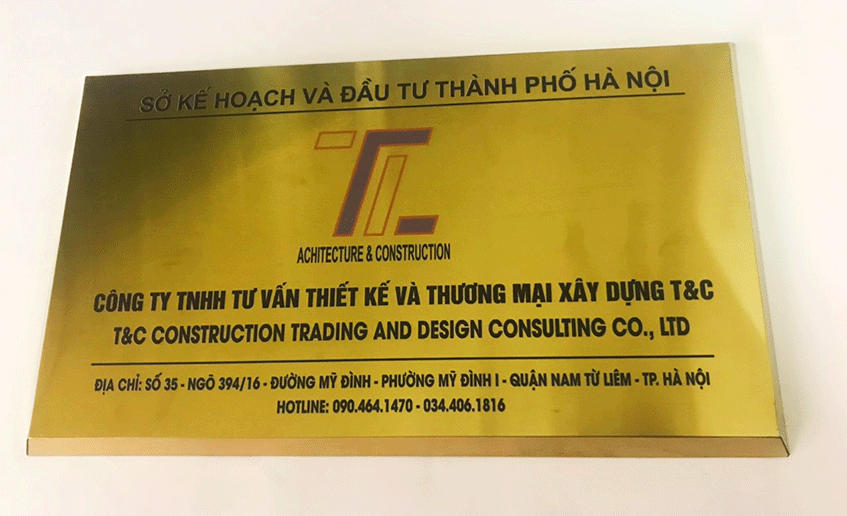 SỞ KẾ HOẠCH VÀ ĐẦU TƯ THÀNH PHỐ HÀ NỘI
TC
ACHITECTURE & CONSTRUCTION
CÔNG TY TNHH TƯ VẤN THIẾT KẾ VÀ THƯƠNG MẠI XÂY DỰNG T&C
T&C CONSTRUCTION TRADING AND DESIGN CONSULTING CO., LTD
ĐỊA CHỈ: SỐ 35 - NGÕ 394/16 - ĐƯỜNG MỸ ĐÌNH - PHƯỜNG MỸ ĐÌNH I - QUẬN NAM TỪ LIÊM - TP. HÀ NỘI
HOTLINE: 090.464.1470 - 034.406.1816